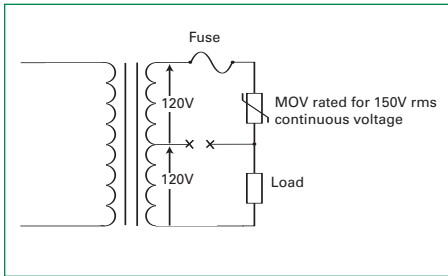 Fuse
120V
MOV rated for 150V rms
continuous voltage
120V
Load